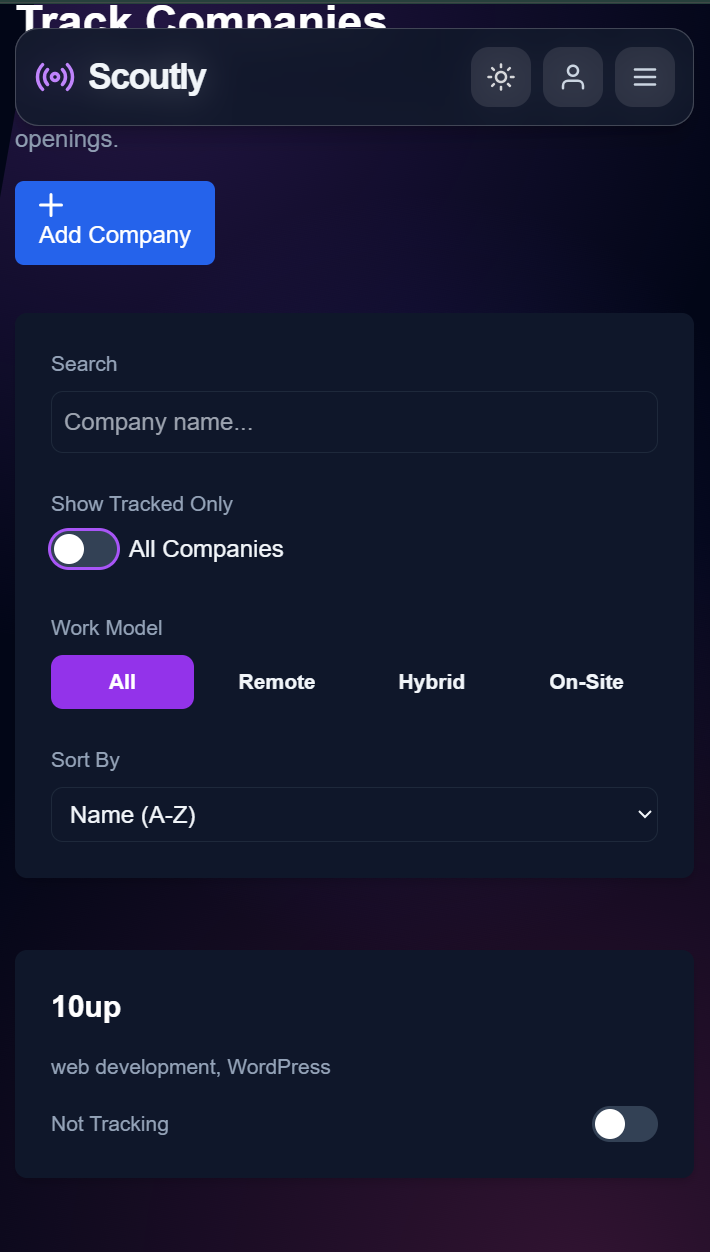 Track Companies
Scoutly
openings.
Add Company
Search
Company name...
Show Tracked Only
All Companies
Work Model
All Remote Hybrid On-Site
Sort By
Name (A-Z)
10up
web development, WordPress
Not Tracking